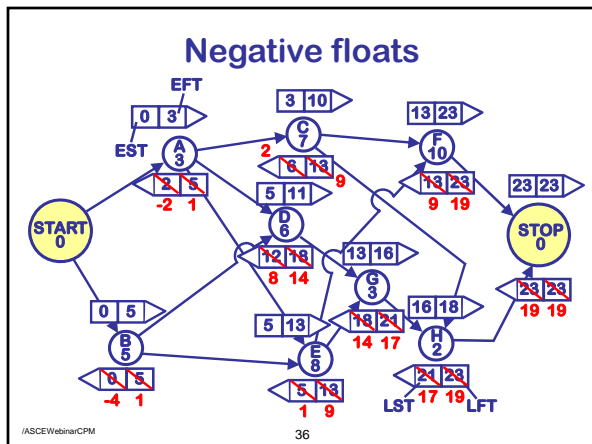 Negative floats
EFT
0 3
EST
A
3
2 5
-2 1
3 10
C
7
2
6 13
9
13 23
F
10
13 23
9 19
5 11
D
6
12 18
8 14
23 23
STOP
0
23 23
19 19
START
0
13 16
G
3
18 21
14 17
0 5
B
5
0 5
-4 1
5 13
E
8
5 13
1 9
16 18
H
2
21 23
17 19
LST
LFT
/ASCEWebinarCPM
36